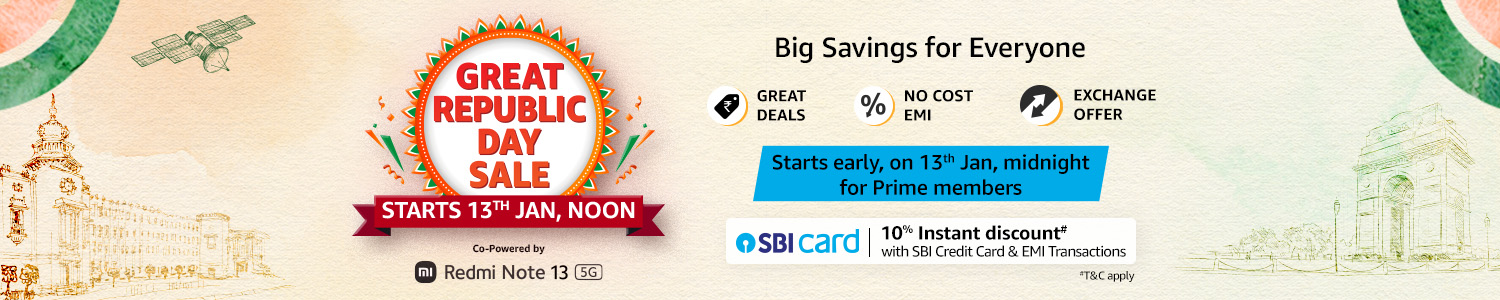 GREAT
REPUBLIC
DAY
SALE
STARTS 13TH JAN, NOON
Co-Powered by
mi Redmi Note 13 5G
Big Savings for Everyone
GREAT
DEALS
% NO COST
EMI
EXCHANGE
OFFER
Starts early, on 13th Jan, midnight
for Prime members
SBI card
10% Instant discount#
with SBI Credit Card & EMI Transactions
#T&C apply